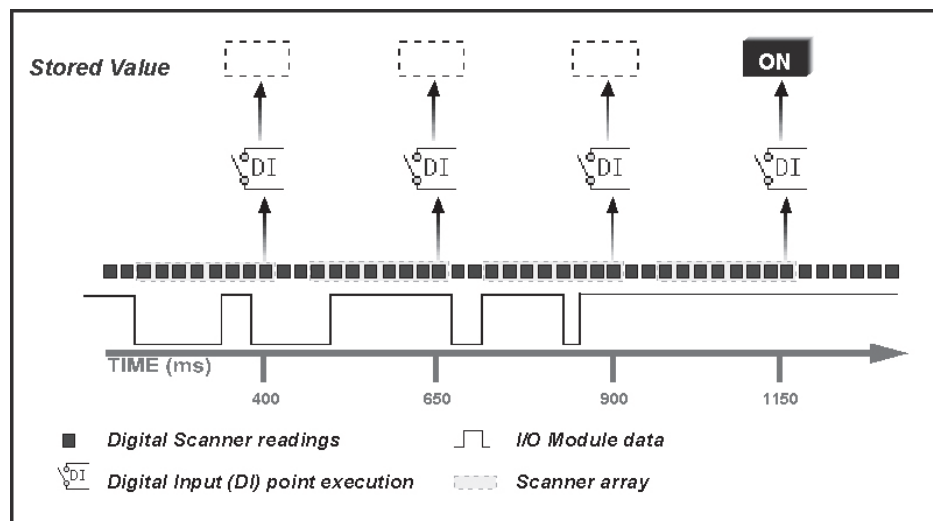 Stored Value
ON
DI DI DI DI
TIME (ms)
400 650 900 1150
Digital Scanner readings
I/O Module data
DI
Digital Input (DI) point execution
Scanner array